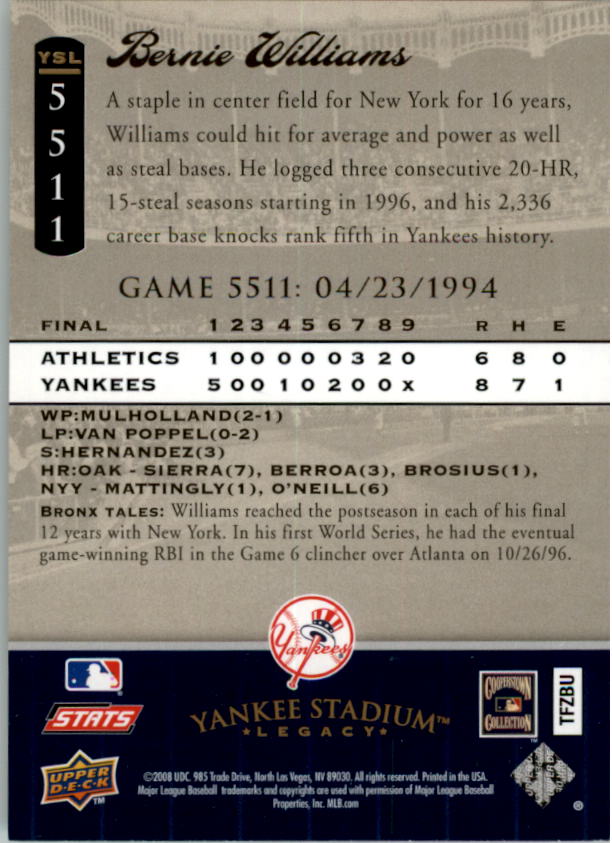 YSL
5
5
1
1
Bernie Williams
A staple in center field for New York for 16 years,
Williams could hit for average and power as well
as steal bases. He logged three consecutive 20-HR,
15-steal seasons starting in 1996, and his 2,336
career base knocks rank fifth in Yankees history.
GAME 5511: 04/23/1994
FINAL 1 2 3 4 5 6 7 8 9 R H E
ATHLETICS 1 0 0 0 0 0 3 2 0 6 8 0
YANKEES 5 0 0 1 0 2 0 0 X 8 7 1
WP:MULHOLLAND(2-1)
LP:VAN POPPEL(0-2)
S:HERNANDEZ(3)
HR:OAK - SIERRA(7), BERROA(3), BROSIUS(1),
NYY - MATTINGLY(1), O'NEILL(6)
BRONX TALES: Williams reached the postseason in each of his final
12 years with New York. In his first World Series, he had the eventual
game-winning RBI in the Game 6 clincher over Atlanta on 10/26/96.
Yankees
STATS
YANKEE STADIUM™
★LEGACY★
COOPERSTOWN
COLLECTION
™
TFZBU
UPPER
D·E·C·K
™
©2008 UDC. 985 Trade Drive, North Las Vegas, NV 89030. All rights reserved. Printed in the USA.
Major League Baseball trademarks and copyrights are used with permission of Major League Baseball
Properties, Inc. MLB.com
®